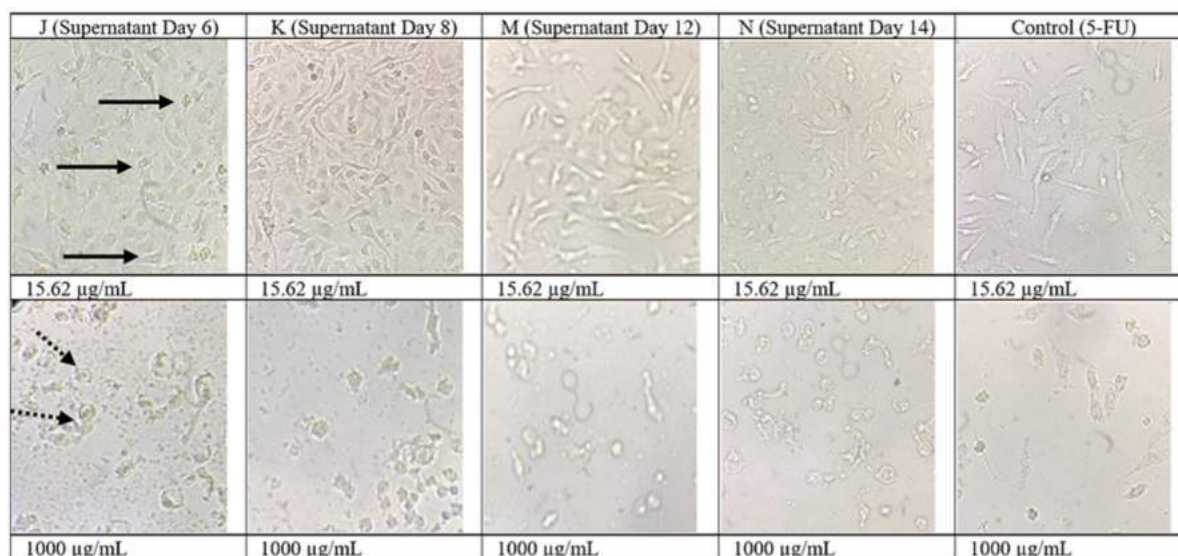 J (Supernatant Day 6) K (Supernatant Day 8) M (Supernatant Day 12) N (Supernatant Day 14) Control (5-FU)
15.62 µg/mL 15.62 µg/mL 15.62 µg/mL 15.62 µg/mL 15.62 µg/mL
1000 µg/mL 1000 µg/mL 1000 µg/mL 1000 µg/mL 1000 µg/mL